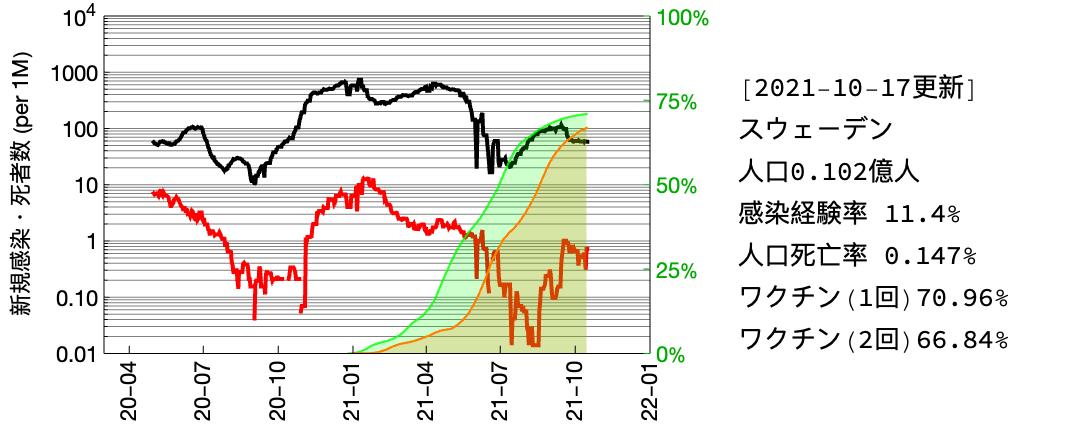 新規感染・死者数 (per 1M)
10^4
1000
100
10
1
0.1
0.10
0.01
100%
75%
50%
25%
0%
20-04
20-07
20-10
21-01
21-04
21-07
21-10
22-01
[2021-10-17更新]
スウェーデン
人口0.102億人
感染経験率 11.4%
人口死亡率 0.147%
ワクチン(1回)70.96%
ワクチン(2回)66.84%